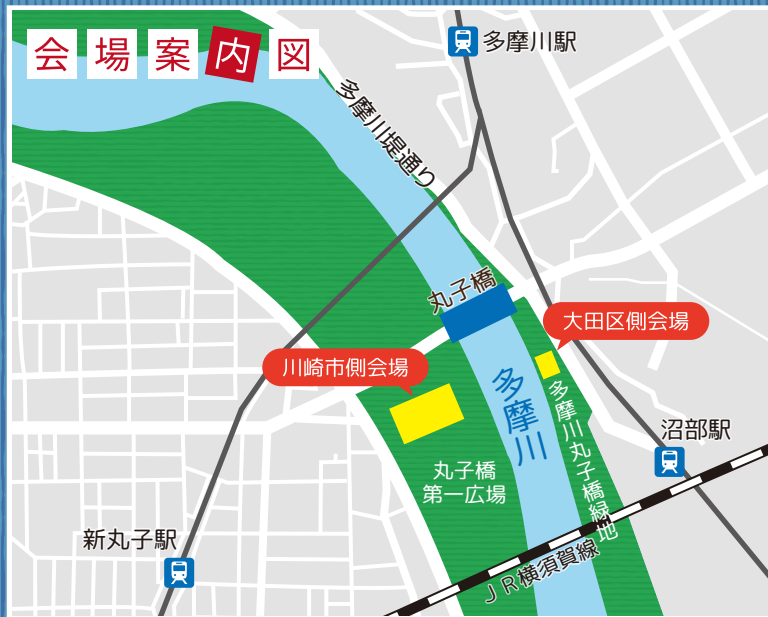 会場案内図
多摩川駅
多摩川堤通り
丸子橋
大田区側会場
川崎市側会場
多摩川
多摩川丸子橋緑地
沼部駅
丸子橋
第一広場
新丸子駅
JR横須賀線